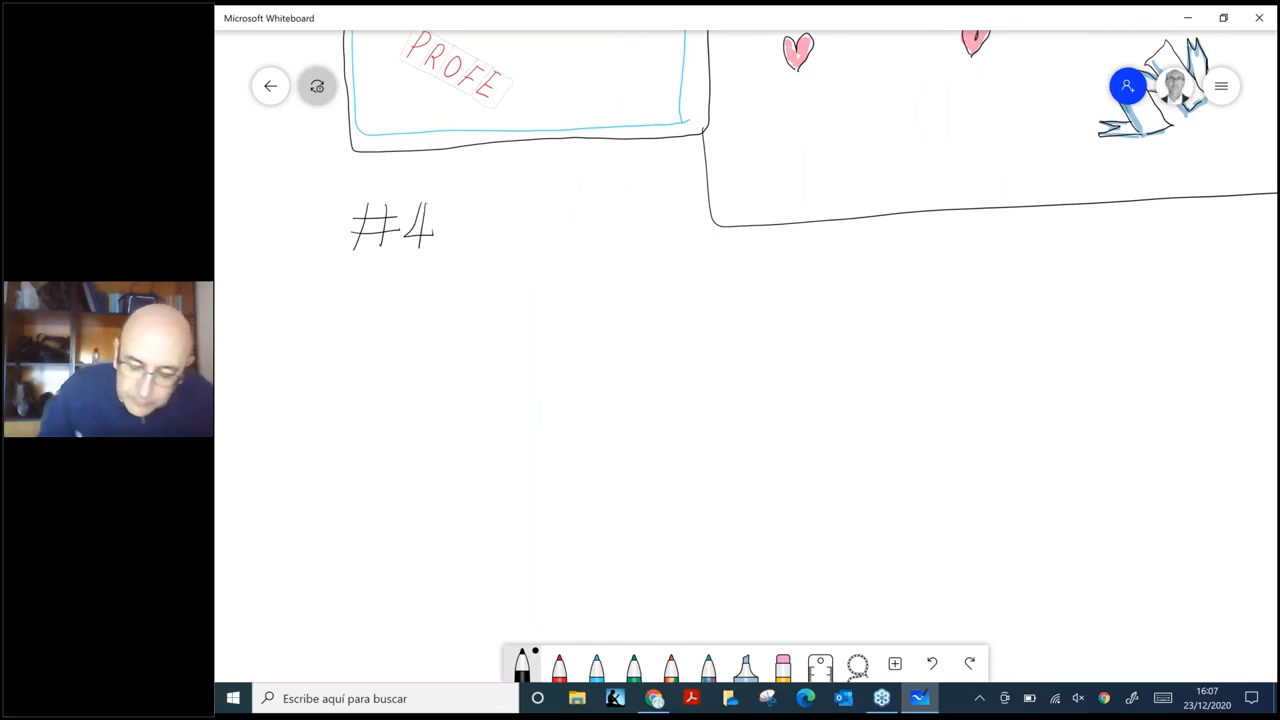 Microsoft Whiteboard
PROFE
#4
Escribe aquí para buscar
16:07
23/12/2020